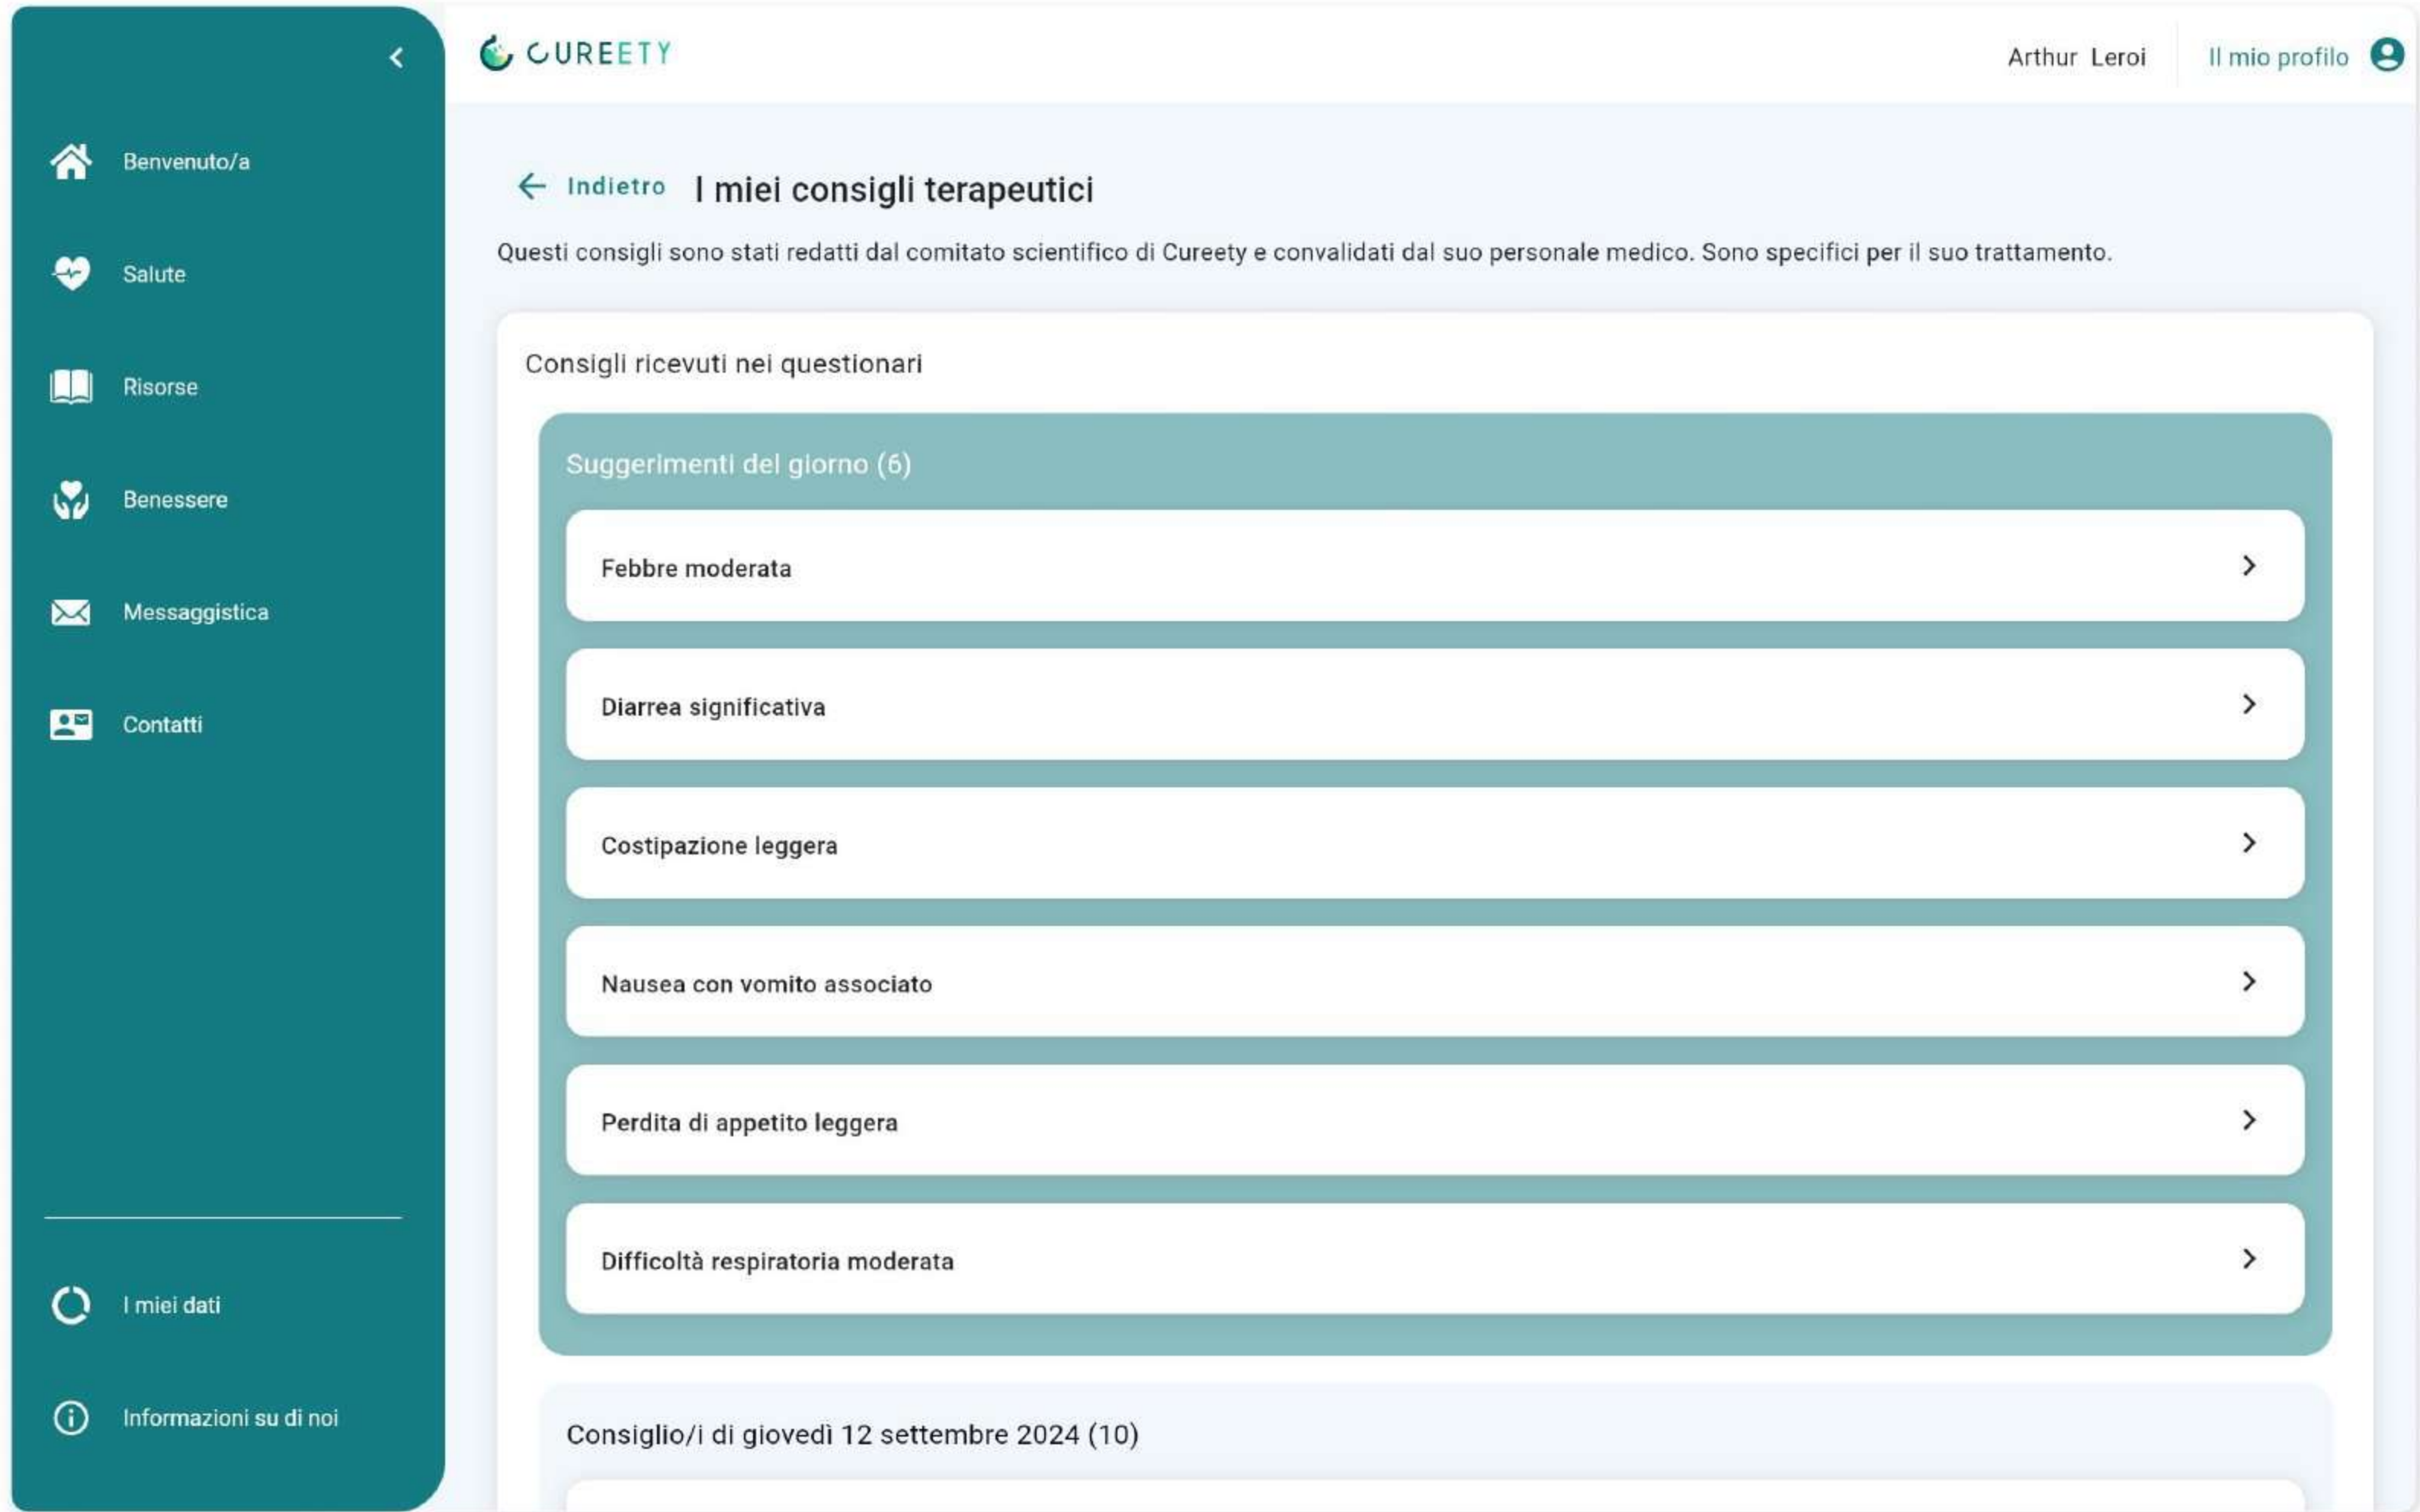 CUREETY
Arthur Leroi
Il mio profilo
Benvenuto/a
Salute
Risorse
Benessere
Messaggistica
Contatti
I miei dati
Informazioni su di noi
Indietro
I miei consigli terapeutici
Questi consigli sono stati redatti dal comitato scientifico di Cureety e convalidati dal suo personale medico. Sono specifici per il suo trattamento.
Consigli ricevuti nei questionari
Suggerimenti del giorno (6)
Febbre moderata
Diarrea significativa
Costipazione leggera
Nausea con vomito associato
Perdita di appetito leggera
Difficoltà respiratoria moderata
Consiglio/i di giovedì 12 settembre 2024 (10)